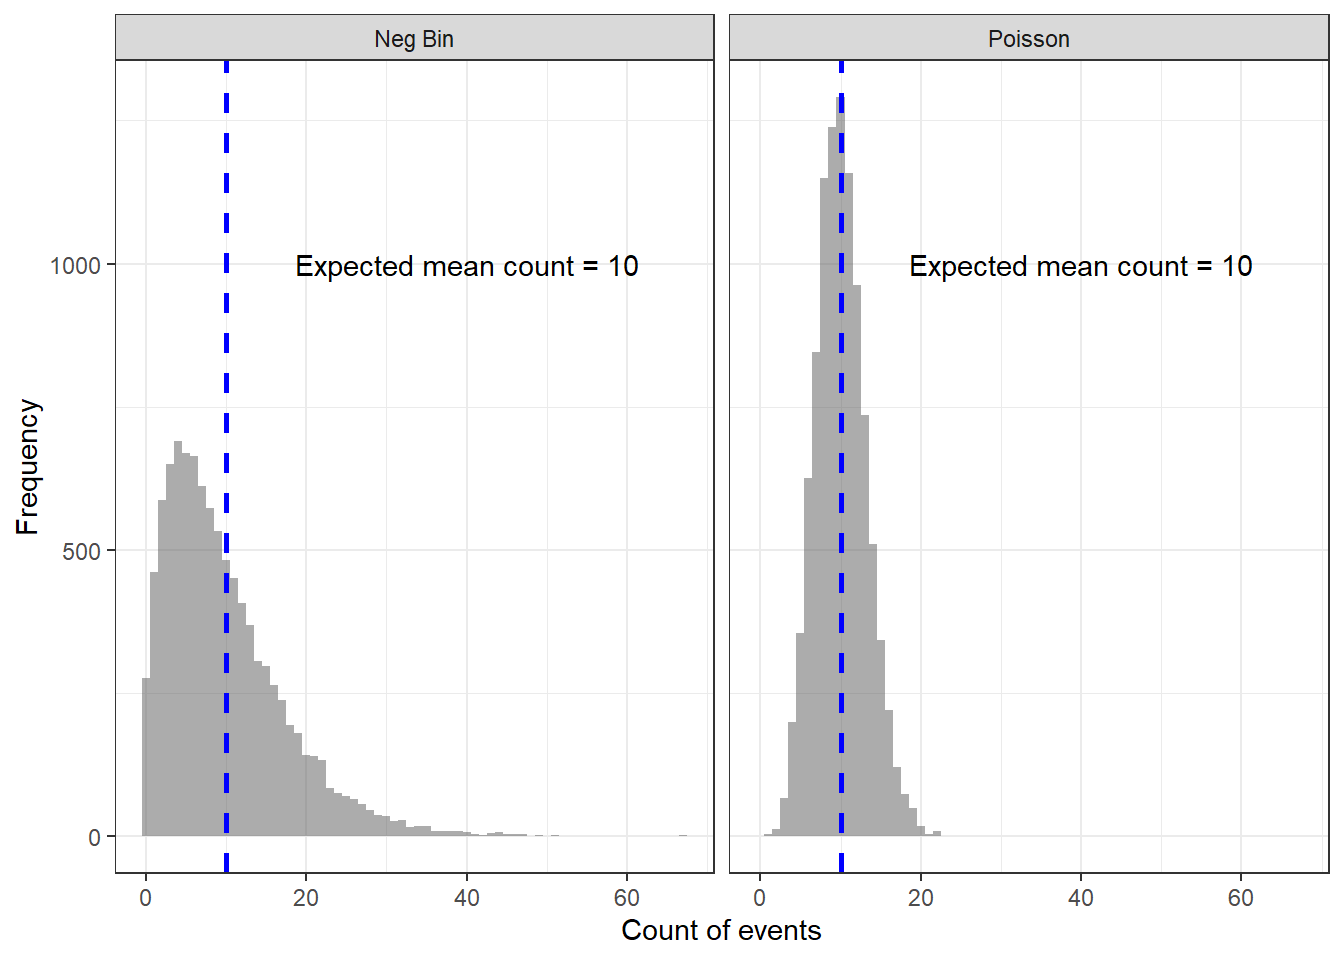 Neg Bin
Poisson
Expected mean count = 10
Expected mean count = 10
Frequency
1000
500
0
0
20
40
60
0
20
40
60
Count of events